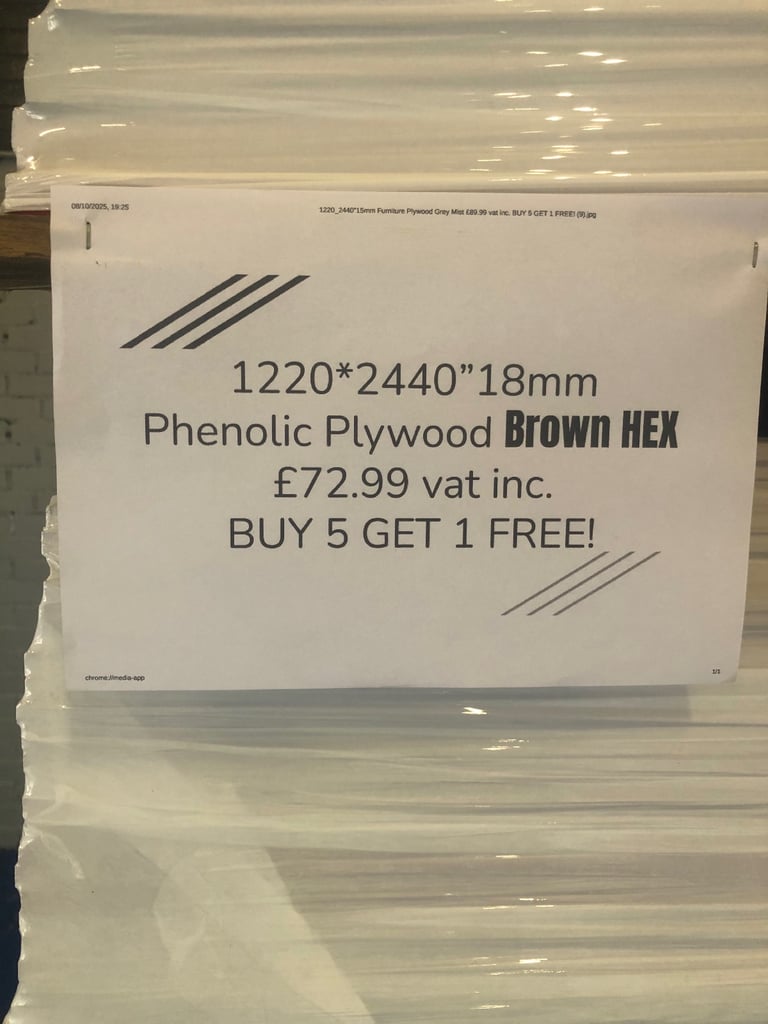 08/10/2025, 19:25
1220_2440"15mm Furniture Plywood Grey Mist £89.99 vat inc. BUY 5 GET 1 FREE! (9).jpg
1220*2440”18mm
Phenolic Plywood Brown HEX
£72.99 vat inc.
BUY 5 GET 1 FREE!
chrome://media-app
1/1